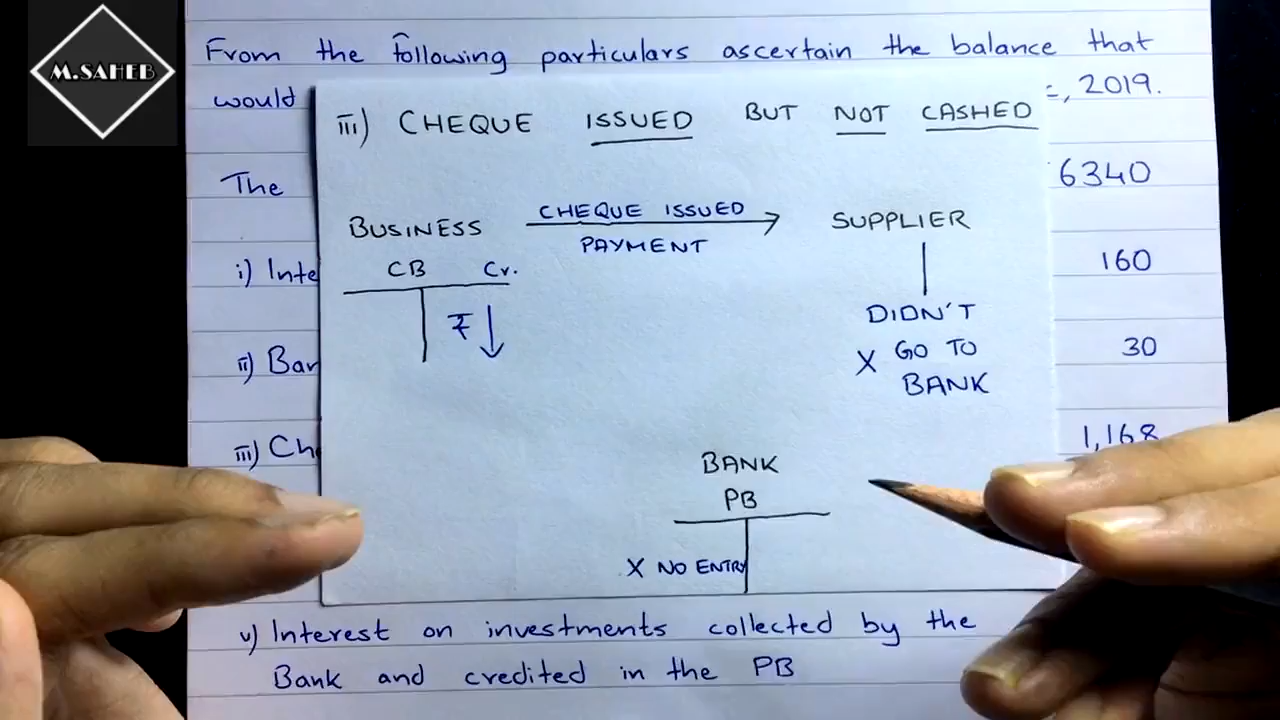 M.SAHEB
From the following particulars ascertain the balance that
would , 2019.
iii) CHEQUE ISSUED BUT NOT CASHED
The 6340
BUSINESS CHEQUE ISSUED SUPPLIER
PAYMENT
i) Inte CB Cr. 160
₹ DIDN'T
ii) Ban X GO TO 30
BANK
iii) Ch 1,168
BANK
PB
X NO ENTRY
v) Interest on investments collected by the
Bank and credited in the PB